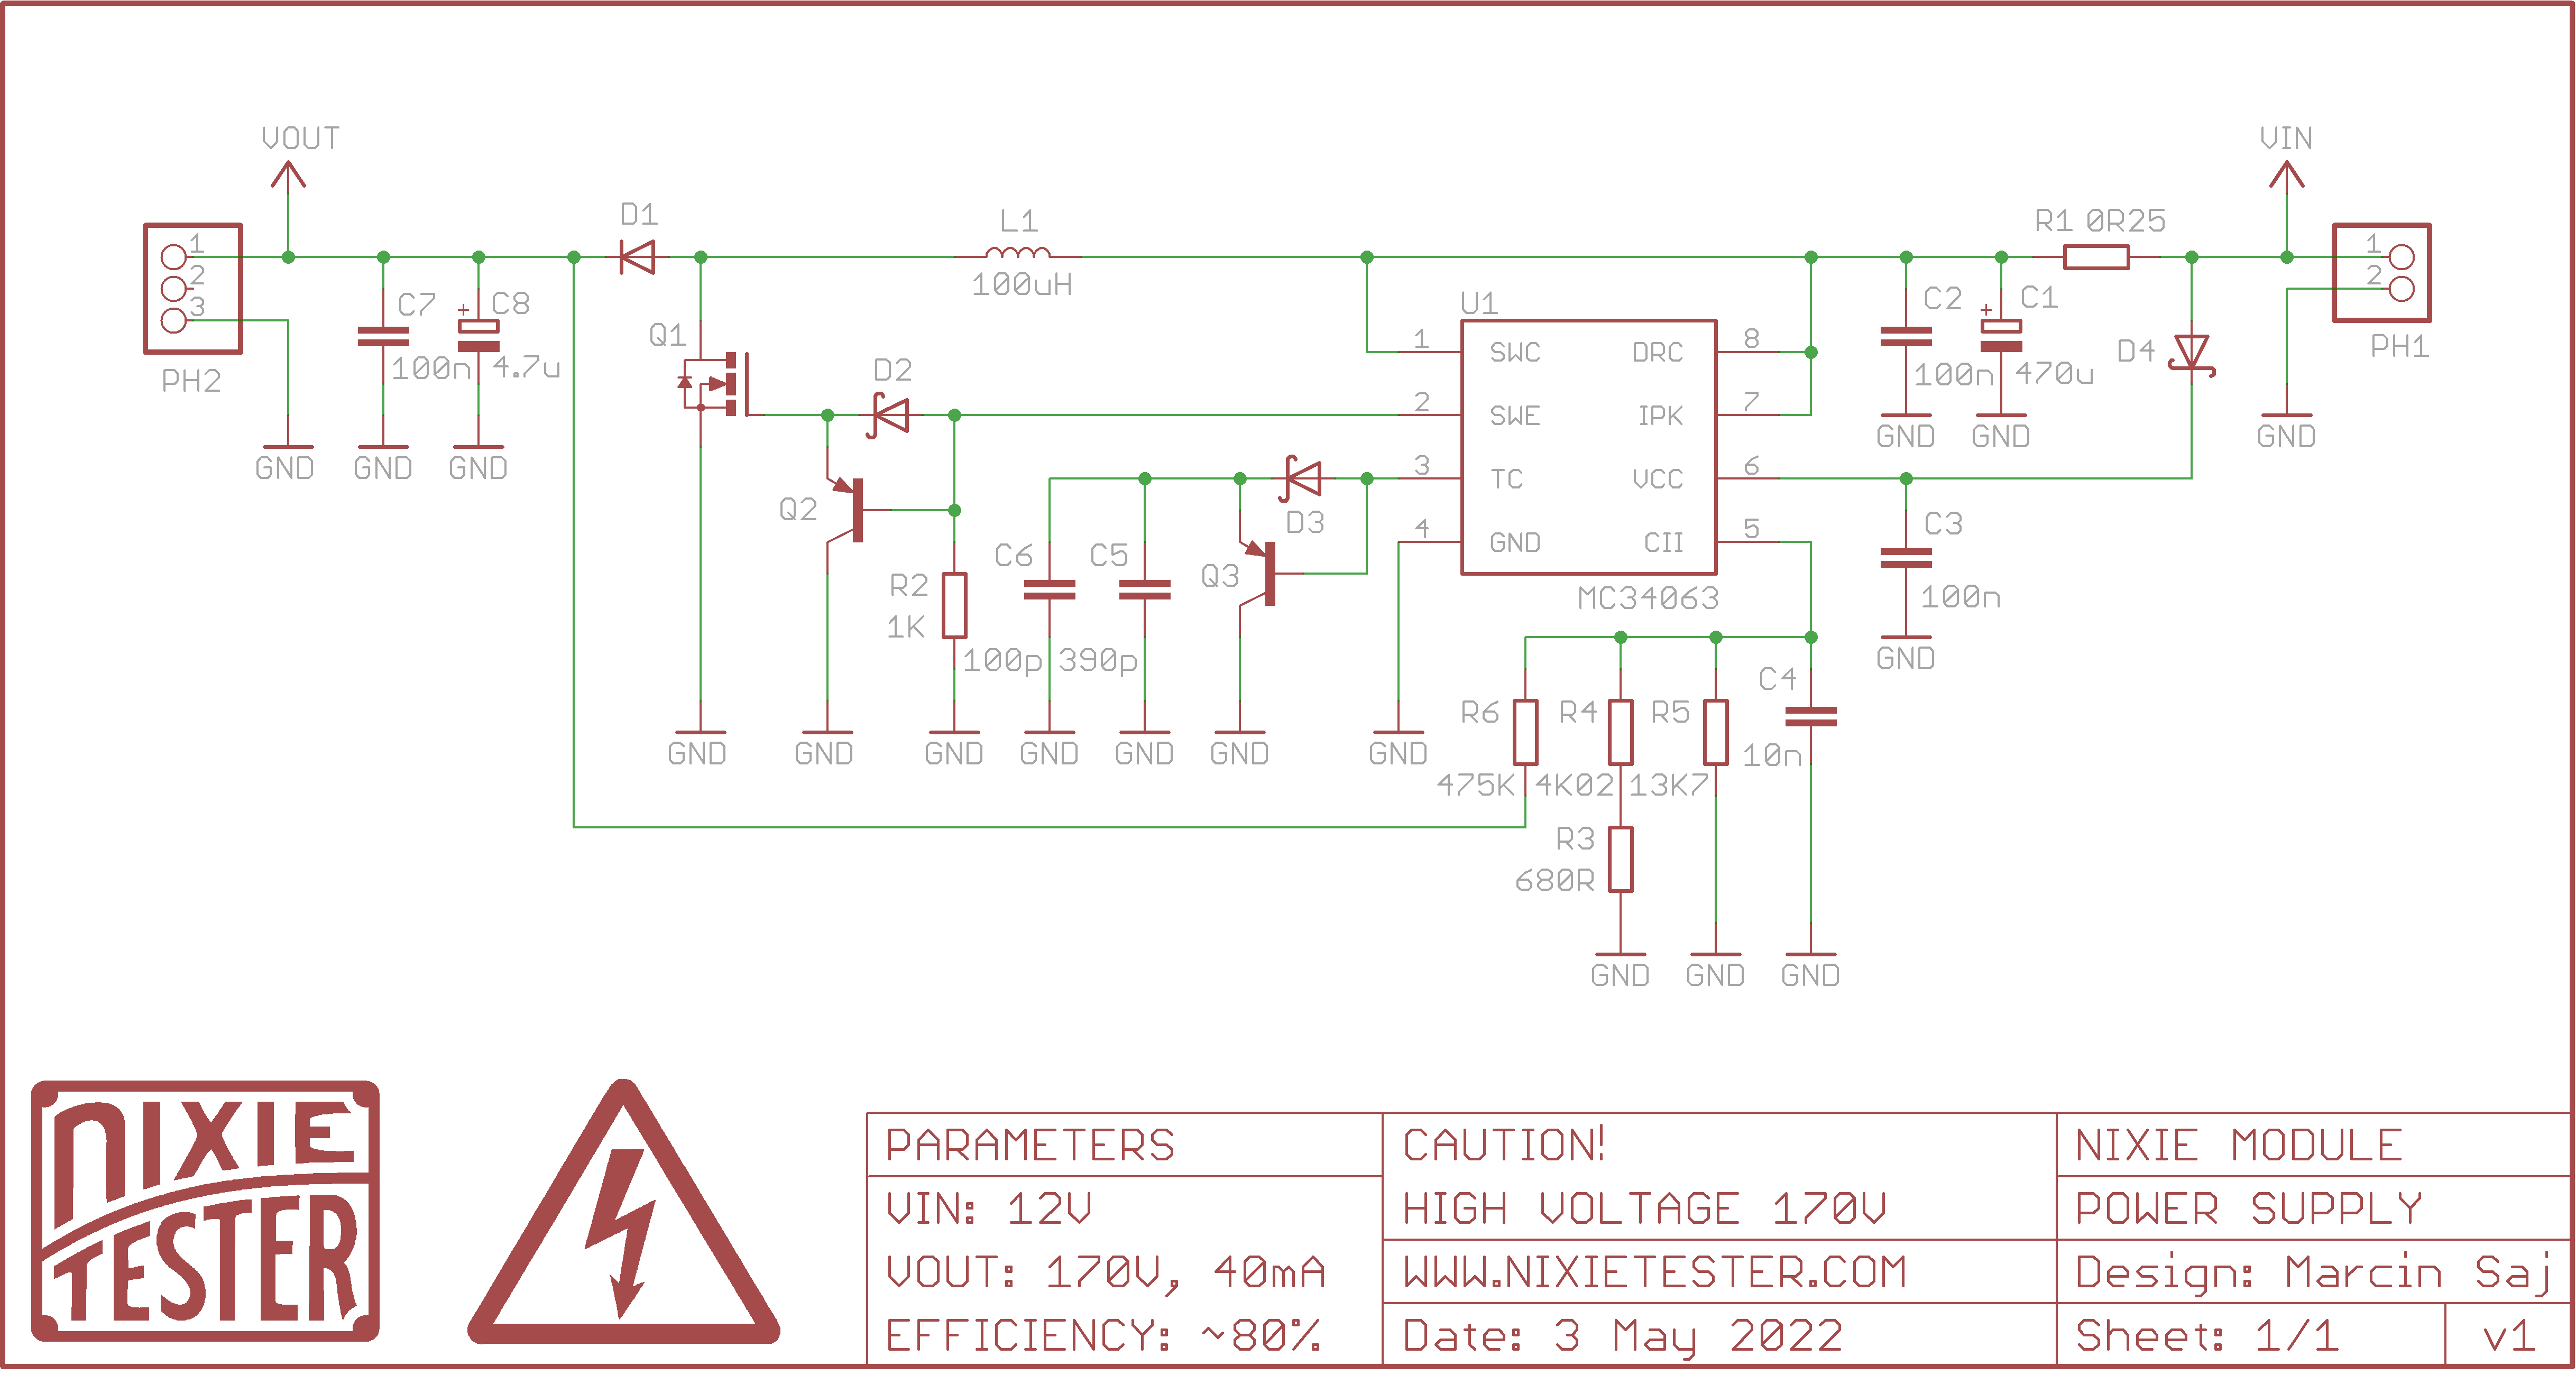 VOUT
VIN
D1
L1
R1 0R25
1
2
3
PH2
C7
100n
C8
+
4.7u
100uH
Q1
D2
U1
C2
100n
C1
+
470u
D4
1
2
PH1
1 SWC DRC 8
2 SWE IPK 7
3 TC VCC 6
4 GND CII 5
MC34063
GND
GND
GND
GND
GND
GND
Q2
D3
C6
C5
Q3
R2
1K
100p
390p
C3
100n
GND
R6
R4
R5
C4
10n
GND
GND
GND
GND
GND
GND
GND
475K
4K02
13K7
R3
680R
GND
GND
GND
NIXIE
TESTER
PARAMETERS
VIN: 12V
VOUT: 170V, 40mA
EFFICIENCY: ~80%
CAUTION!
HIGH VOLTAGE 170V
WWW.NIXIETESTER.COM
Date: 3 May 2022
NIXIE MODULE
POWER SUPPLY
Design: Marcin Saj
Sheet: 1/1
v1